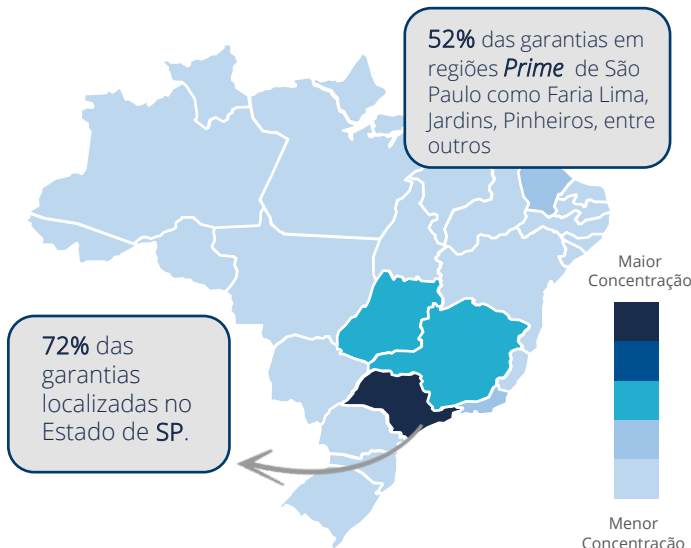 52% das garantias em
regiões Prime de São
Paulo como Faria Lima,
Jardins, Pinheiros, entre
outros
Maior
Concentração
72% das
garantias
localizadas no
Estado de SP.
Menor
Concentração